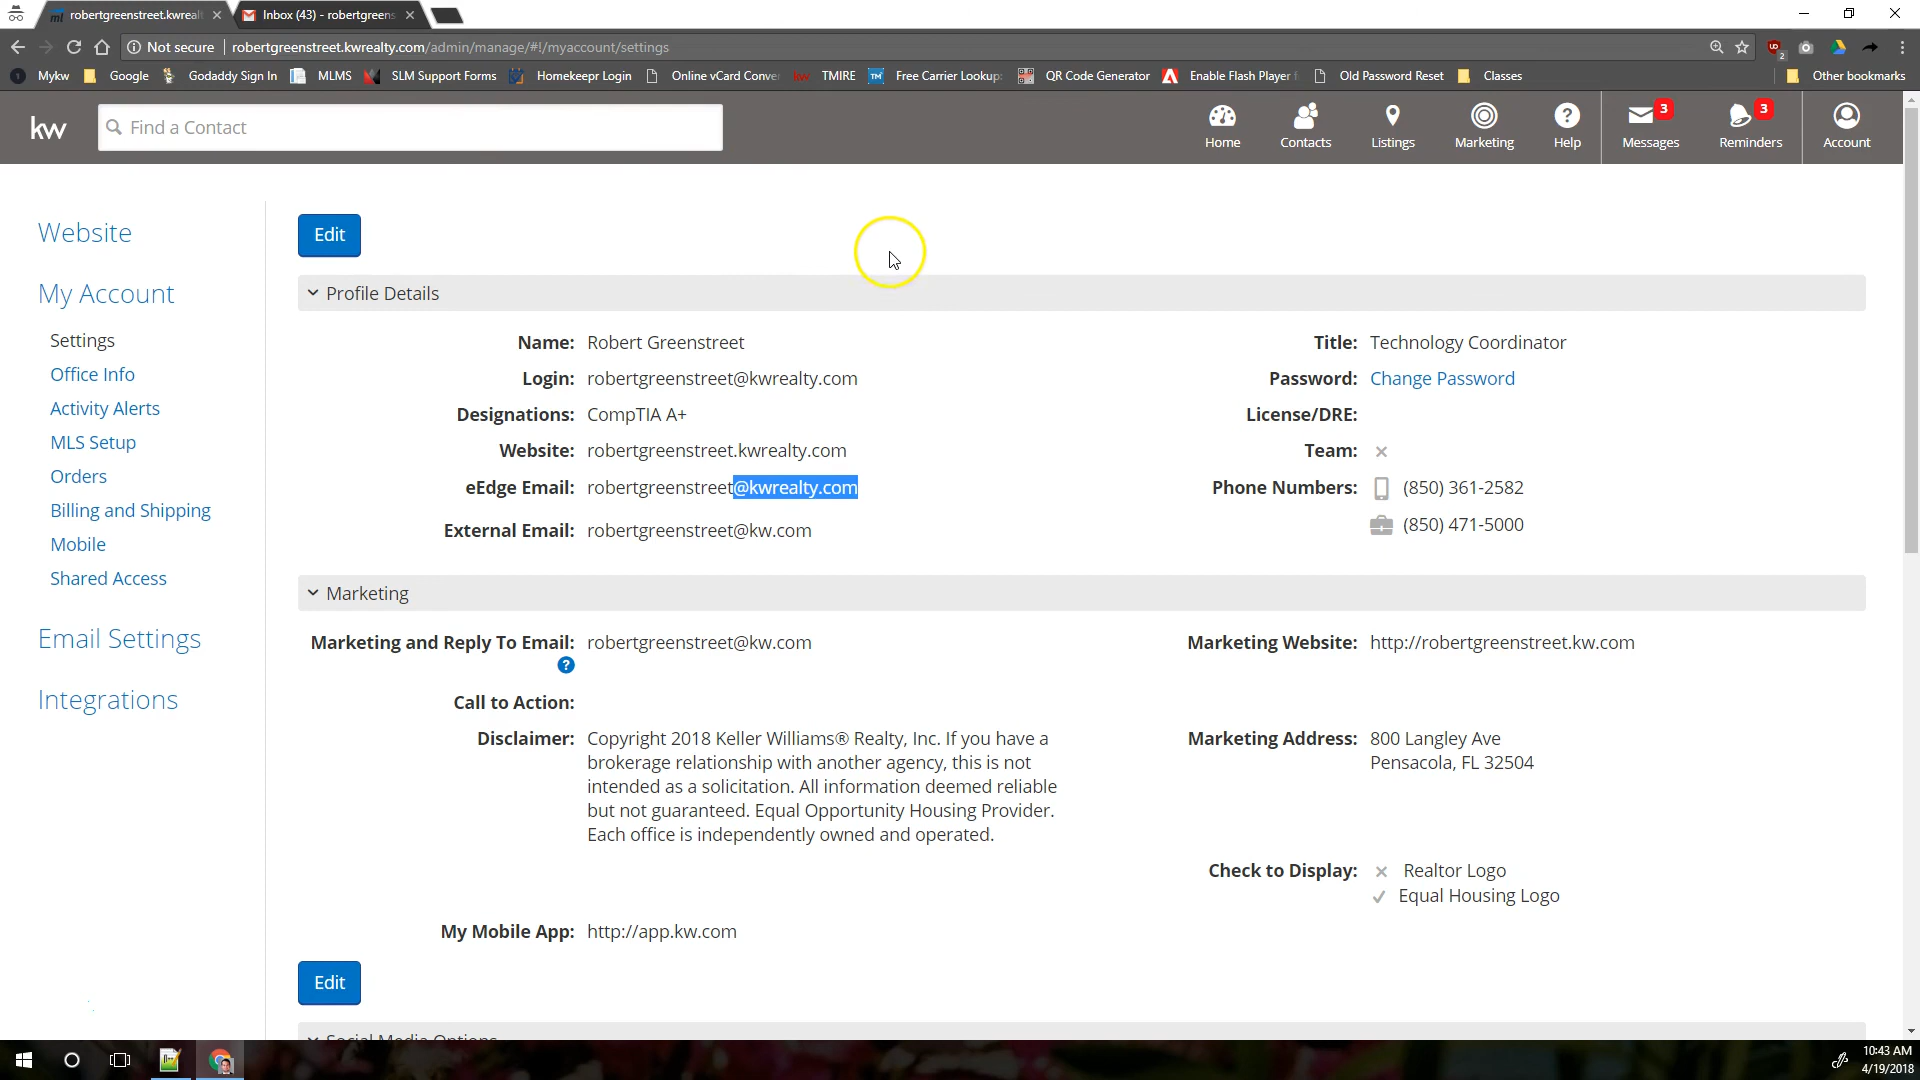 robertgreenstreet.kwreal
Inbox (43) - robertgreens
Not secure
robertgreenstreet.kwrealty.com/admin/manage/#!/myaccount/settings
Mykw
Google
Godaddy Sign In
MLMS
SLM Support Forms
Homekeepr Login
Online vCard Conve
TMIRE
Free Carrier Lookup
QR Code Generator
Enable Flash Player
Old Password Reset
Classes
Other bookmarks
kw
Find a Contact
Home
Contacts
Listings
Marketing
Help
3
Messages
3
Reminders
Account
Website
My Account
Settings
Office Info
Activity Alerts
MLS Setup
Orders
Billing and Shipping
Mobile
Shared Access
Email Settings
Integrations
Edit
Profile Details
Name: Robert Greenstreet
Login: robertgreenstreet@kwrealty.com
Designations: CompTIA A+
Website: robertgreenstreet.kwrealty.com
eEdge Email: robertgreenstreet@kwrealty.com
External Email: robertgreenstreet@kw.com
Title: Technology Coordinator
Password: Change Password
License/DRE:
Team:
Phone Numbers: (850) 361-2582
(850) 471-5000
Marketing
Marketing and Reply To Email: robertgreenstreet@kw.com
Call to Action:
Disclaimer: Copyright 2018 Keller Williams® Realty, Inc. If you have a
brokerage relationship with another agency, this is not
intended as a solicitation. All information deemed reliable
but not guaranteed. Equal Opportunity Housing Provider.
Each office is independently owned and operated.
My Mobile App: http://app.kw.com
Marketing Website: http://robertgreenstreet.kw.com
Marketing Address: 800 Langley Ave
Pensacola, FL 32504
Check to Display: Realtor Logo
Equal Housing Logo
Edit
Social Media Options
10:43 AM
4/19/2018